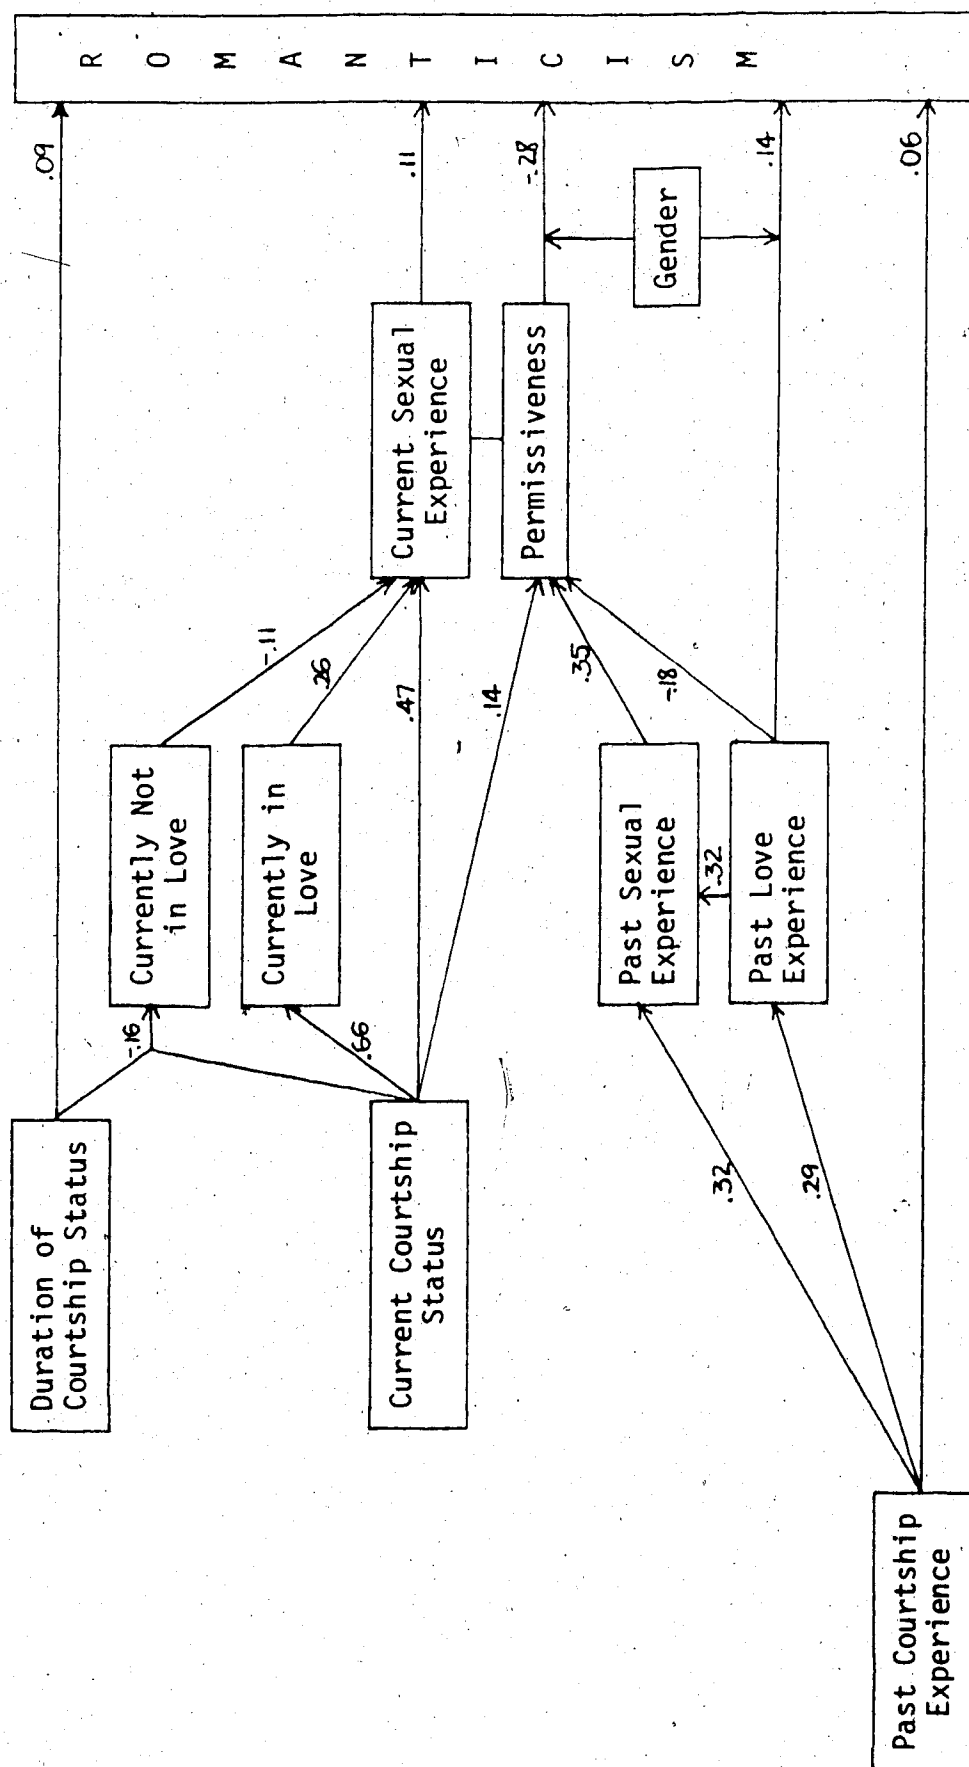 Duration of
Courtship Status
Current Courtship
Status
Past Courtship
Experience
Currently Not
in Love
Currently in
Love
Past Sexual
Experience
Past Love
Experience
Current Sexual
Experience
Permissiveness
Gender
ROMANTICISM
.09
-.16
.66
-.11
.26
.47
.14
.35
-.18
.32
.32
.29
.11
-.28
.14
.06